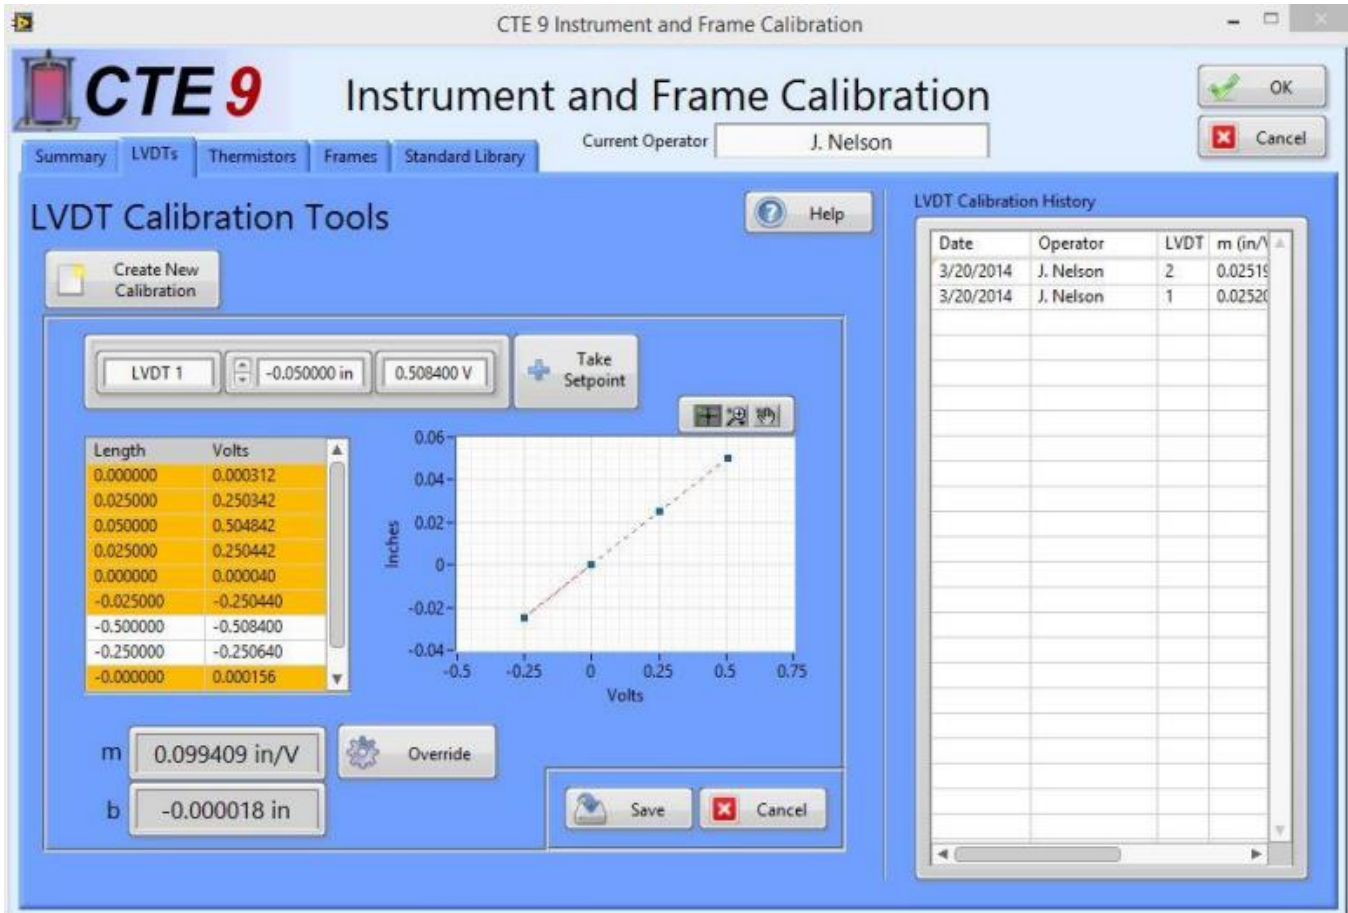 CTE 9 Instrument and Frame Calibration
CTE 9
Instrument and Frame Calibration
OK
Cancel
Current Operator J. Nelson
Summary LVDTs Thermistors Frames Standard Library
LVDT Calibration Tools
Help
LVDT Calibration History
Create New
Calibration
Date Operator LVDT m (in/V
3/20/2014 J. Nelson 2 0.02519
3/20/2014 J. Nelson 1 0.02520
LVDT 1 -0.050000 in 0.508400 V
Take
Setpoint
Length Volts
0.000000 0.000312
0.025000 0.250342
0.050000 0.504842
0.025000 0.250442
0.000000 0.000040
-0.025000 -0.250440
-0.500000 -0.508400
-0.250000 -0.250640
-0.000000 0.000156
Inches
0.06
0.04
0.02
0
-0.02
-0.04
-0.5 -0.25 0 0.25 0.5 0.75
Volts
m 0.099409 in/V
Override
b -0.000018 in
Save
Cancel